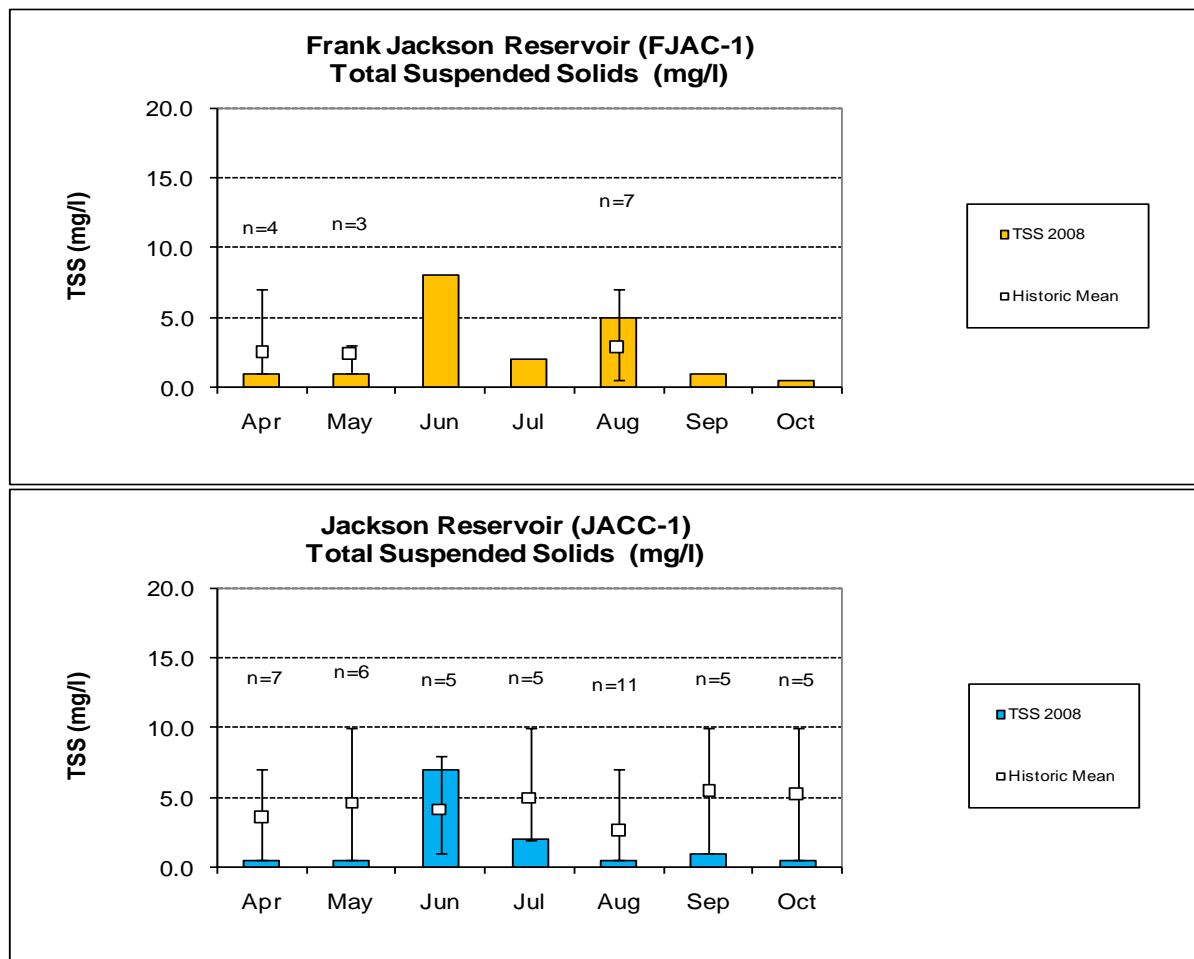 Frank Jackson Reservoir (FJAC-1)
Total Suspended Solids (mg/l)
TSS (mg/l)
20.0
15.0
10.0
5.0
0.0
n=4
n=3
n=7
Apr May Jun Jul Aug Sep Oct
TSS 2008
Historic Mean
Jackson Reservoir (JACC-1)
Total Suspended Solids (mg/l)
TSS (mg/l)
20.0
15.0
10.0
5.0
0.0
n=7
n=6
n=5
n=5
n=11
n=5
n=5
Apr May Jun Jul Aug Sep Oct
TSS 2008
Historic Mean